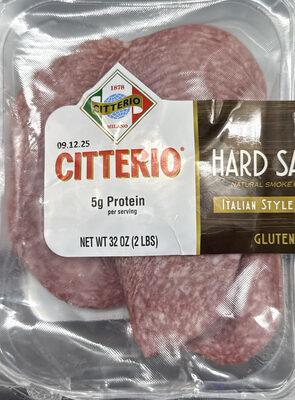 1878
CITTERIO
MILANO
09.12.25
CITTERIO®
5g Protein
per serving
NET WT 32 OZ (2 LBS)
HARD SA
NATURAL SMOKE
ITALIAN STYLE
GLUTEN